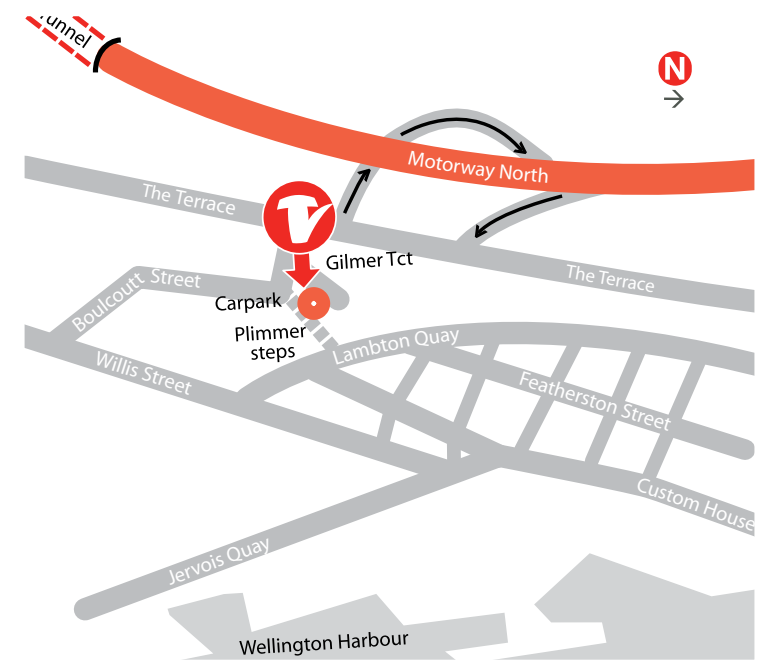 N
Motorway North
The Terrace
Gilmer Tct
The Terrace
Boulcoutt Street
Carpark
Plimmer
steps
Lambton Quay
Willis Street
Featherston Street
Custom House
Jervois Quay
Wellington Harbour